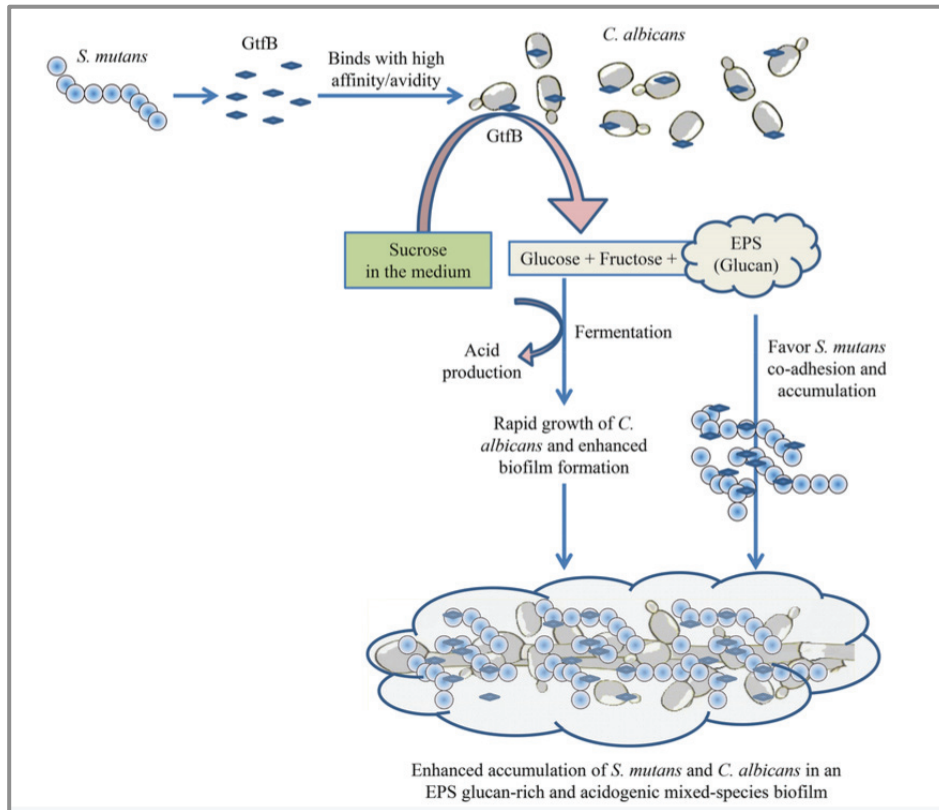 S. mutans
GtfB
Binds with high
affinity/avidity
C. albicans
GtfB
Sucrose
in the medium
Glucose + Fructose +
EPS
(Glucan)
Acid
production
Fermentation
Favor S. mutans
co-adhesion and
accumulation
Rapid growth of C.
albicans and enhanced
biofilm formation
Enhanced accumulation of S. mutans and C. albicans in an
EPS glucan-rich and acidogenic mixed-species biofilm